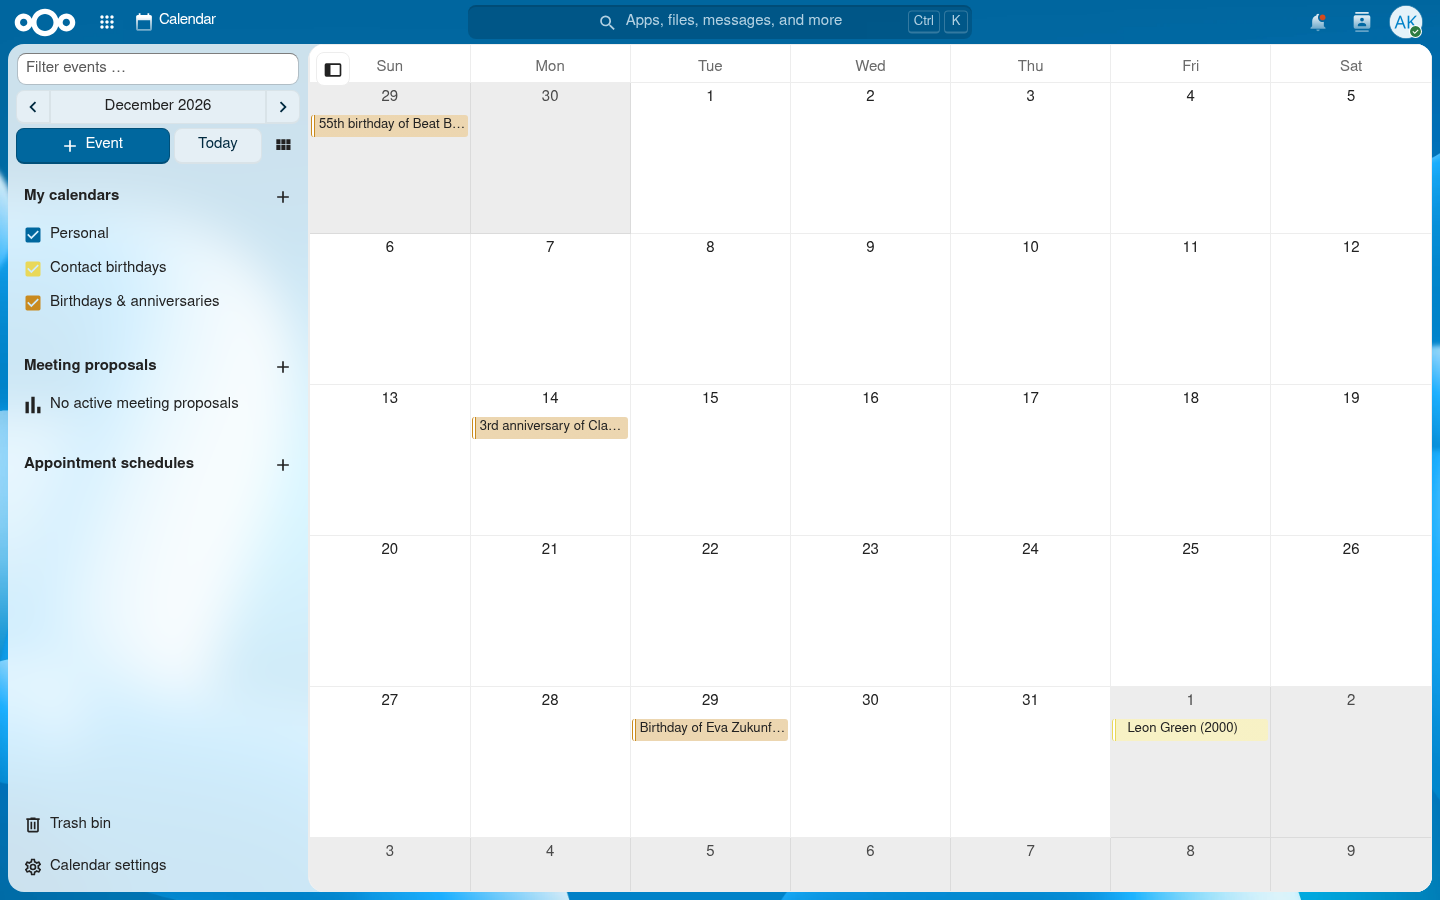 Calendar
Apps, files, messages, and more
Ctrl K
AK
Filter events …
December 2026
Event
Today
My calendars
Personal
Contact birthdays
Birthdays & anniversaries
Meeting proposals
No active meeting proposals
Appointment schedules
Trash bin
Calendar settings
Sun Mon Tue Wed Thu Fri Sat
29 30 1 2 3 4 5
55th birthday of Beat B…
6 7 8 9 10 11 12
13 14 15 16 17 18 19
3rd anniversary of Cla…
20 21 22 23 24 25 26
27 28 29 30 31 1 2
Birthday of Eva Zukunf… Leon Green (2000)
3 4 5 6 7 8 9